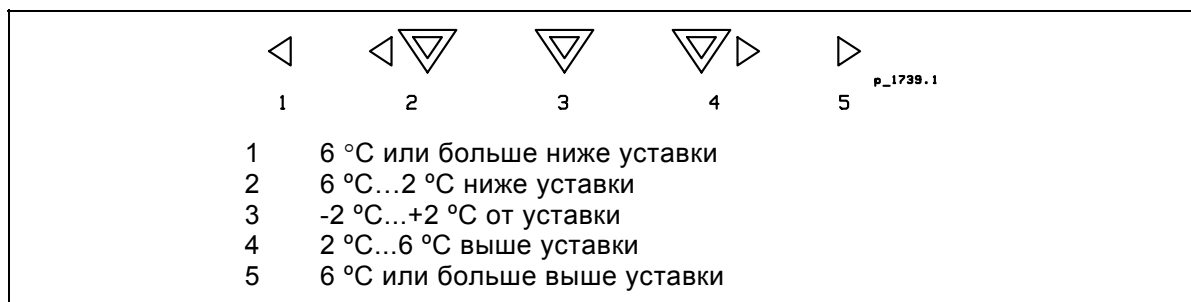 p_1739.1
1 2 3 4 5
1 6 °C или больше ниже уставки
2 6 ºC…2 ºC ниже уставки
3 -2 ºC...+2 ºC от уставки
4 2 ºC...6 ºC выше уставки
5 6 ºC или больше выше уставки